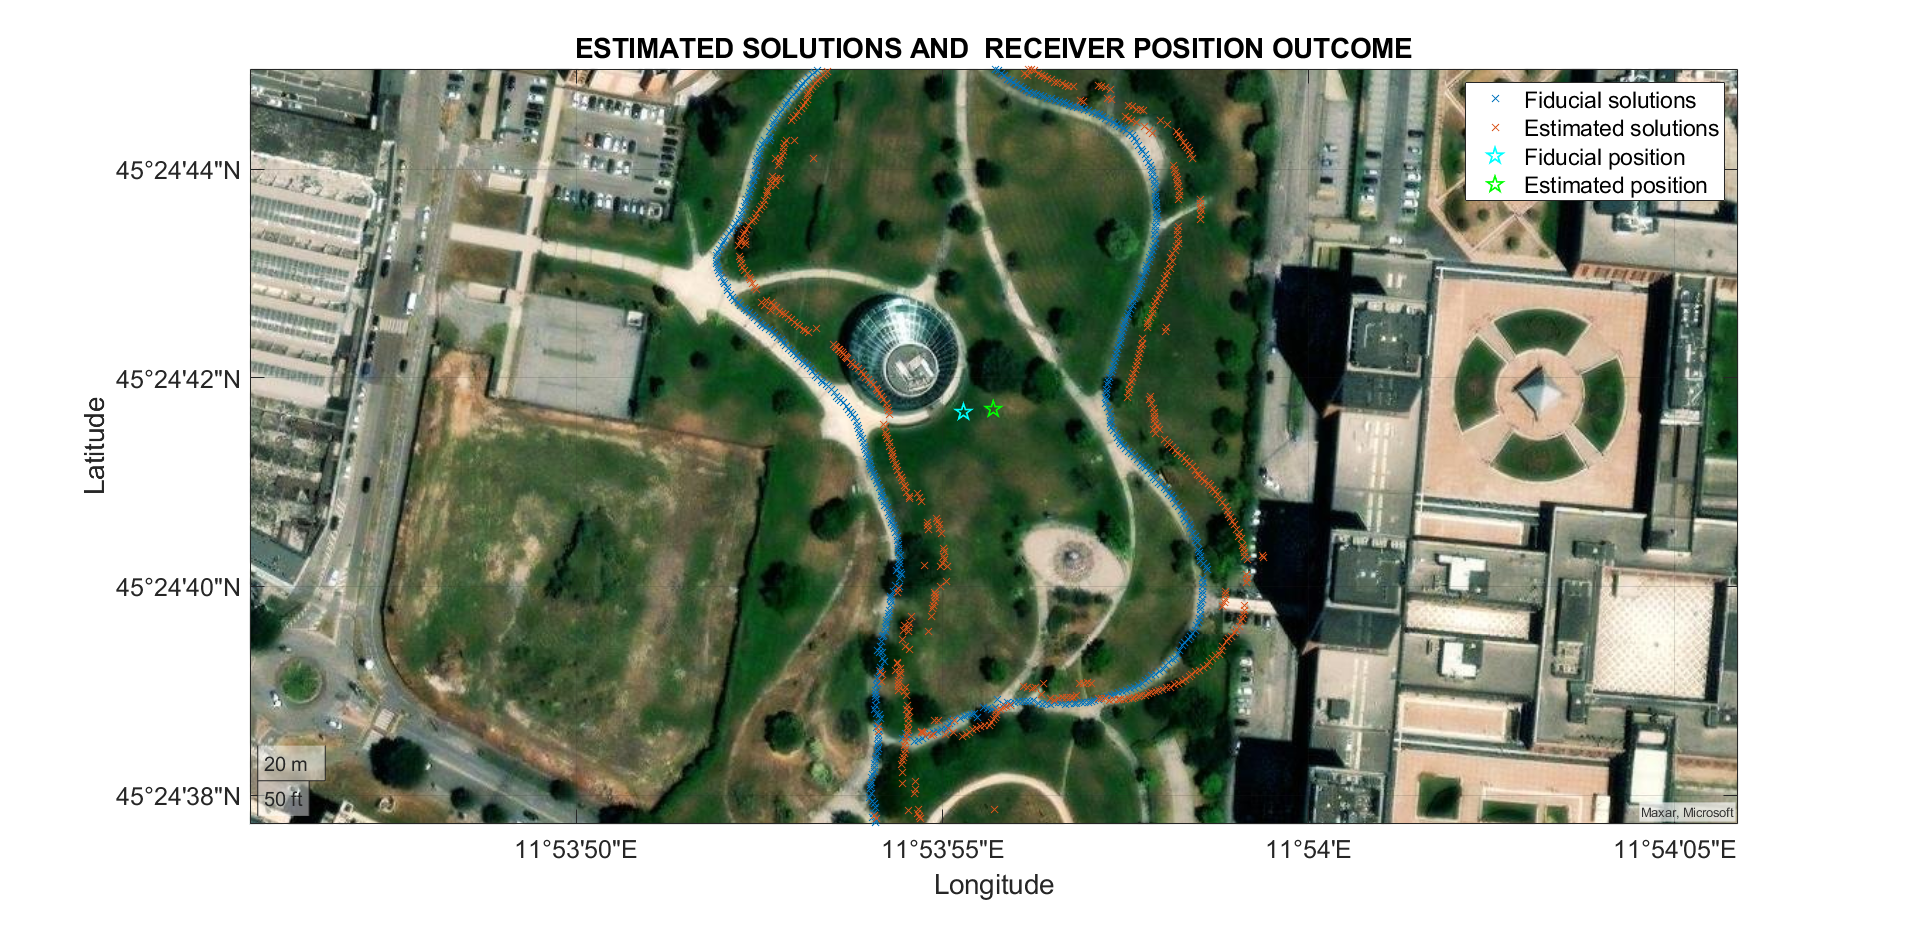 ESTIMATED SOLUTIONS AND  RECEIVER POSITION OUTCOME
Fiducial solutions
Estimated solutions
Fiducial position
Estimated position
45°24'44"N
45°24'42"N
45°24'40"N
45°24'38"N
Latitude
20 m
50 ft
Maxar, Microsoft
11°53'50"E
11°53'55"E
11°54'E
11°54'05"E
Longitude